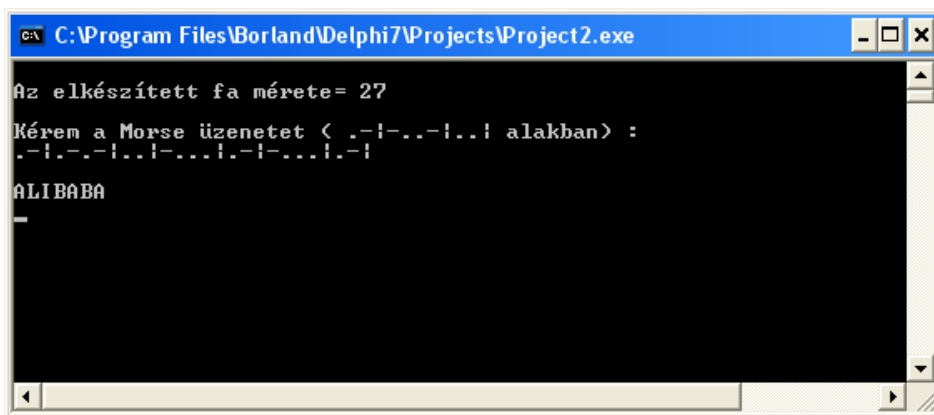 C:\Program Files\Borland\Delphi7\Projects\Project2.exe
Az elkészített fa mérete= 27
Kérem a Morse üzenetet ( .-|-..-|..| alakban) :
.-|.-.-|..|-...|.-|-...|.-|
ALIBABA